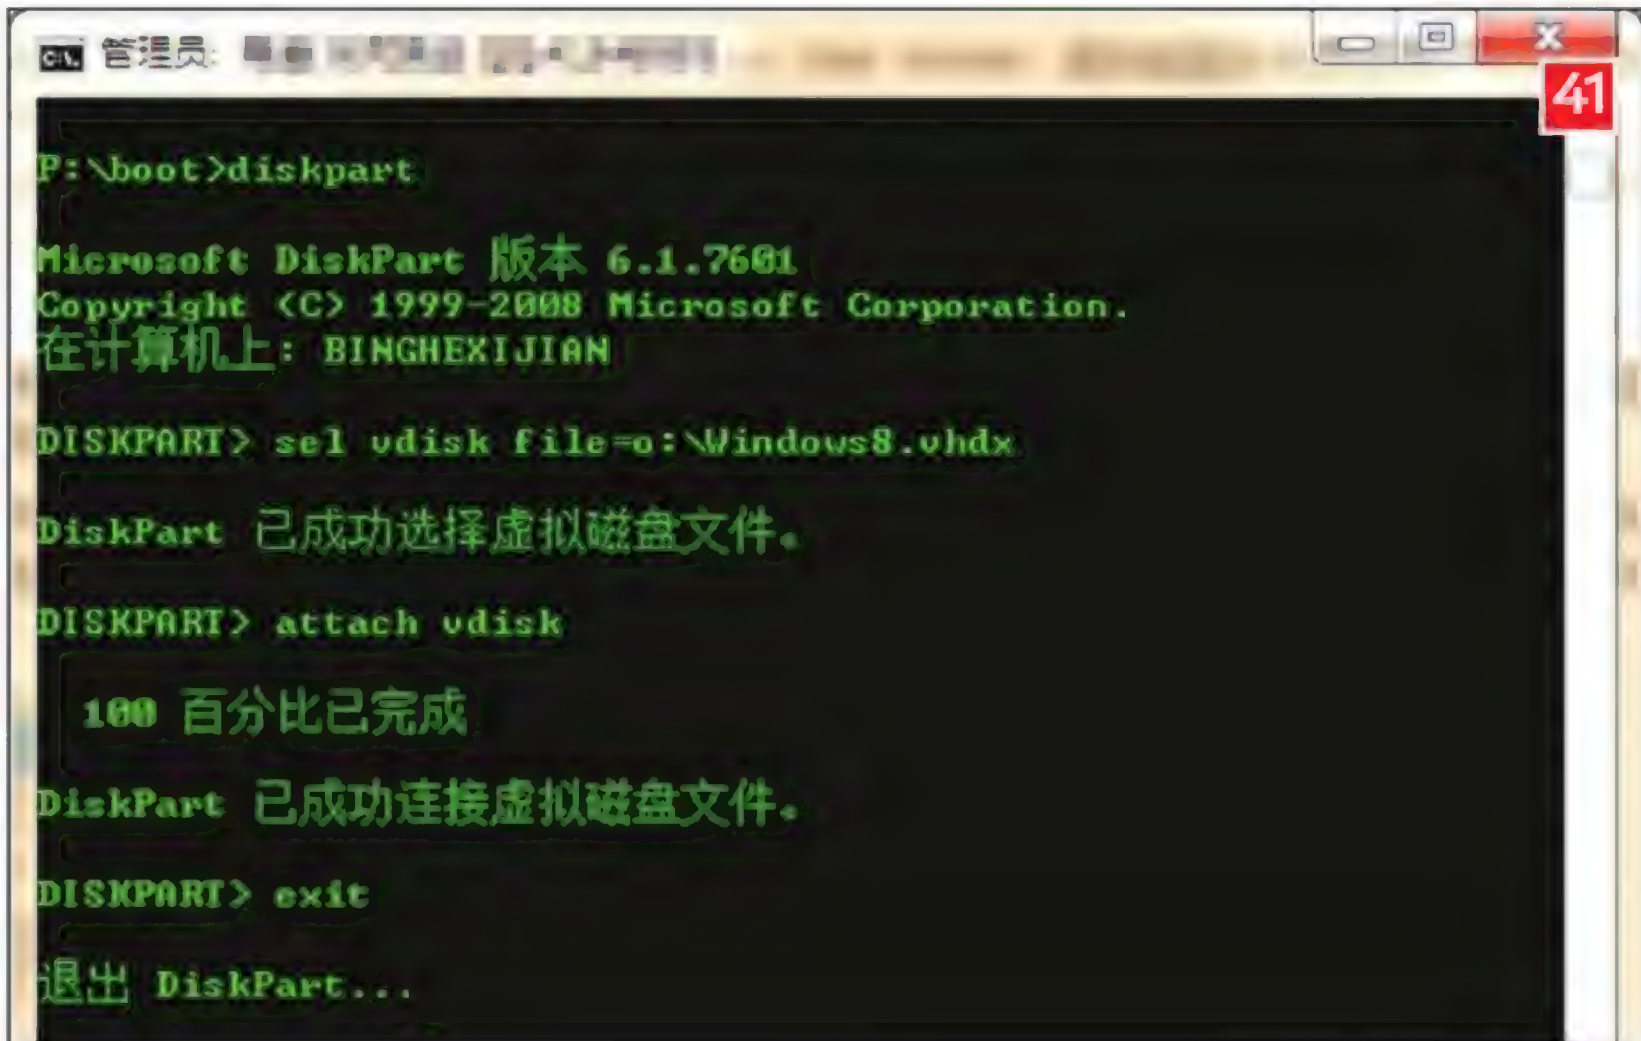 管理员:
41
P:\boot>diskpart
Microsoft DiskPart 版本 6.1.7601
Copyright (C) 1999-2008 Microsoft Corporation.
在计算机上: BINGHEXIJIAN
DISKPART> sel vdisk file=o:\Windows8.vhdx
DiskPart 已成功选择虚拟磁盘文件。
DISKPART> attach vdisk
100 百分比已完成
DiskPart 已成功连接虚拟磁盘文件。
DISKPART> exit
退出 DiskPart...